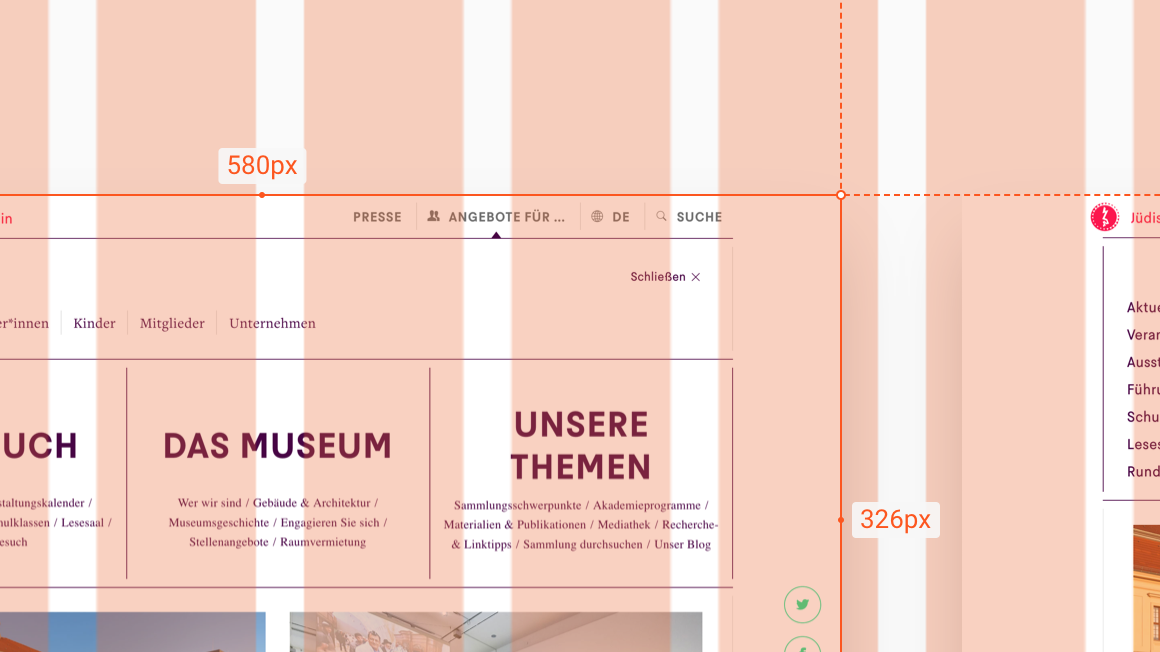 580px
in
PRESSE
ANGEBOTE FÜR ...
DE
SUCHE
Jüdis
Schließen
er*innen
Kinder
Mitglieder
Unternehmen
UCH
staltungskalender /
hulklassen / Lesesaal /
esuch
DAS MUSEUM
Wer wir sind / Gebäude & Architektur /
Museumsgeschichte / Engagieren Sie sich /
Stellenangebote / Raumvermietung
UNSERE
THEMEN
Sammlungsschwerpunkte / Akademieprogramme /
Materialien & Publikationen / Mediathek / Recherche-
& Linktipps / Sammlung durchsuchen / Unser Blog
326px
Aktue
Veran
Ausst
Führu
Schu
Leses
Rund